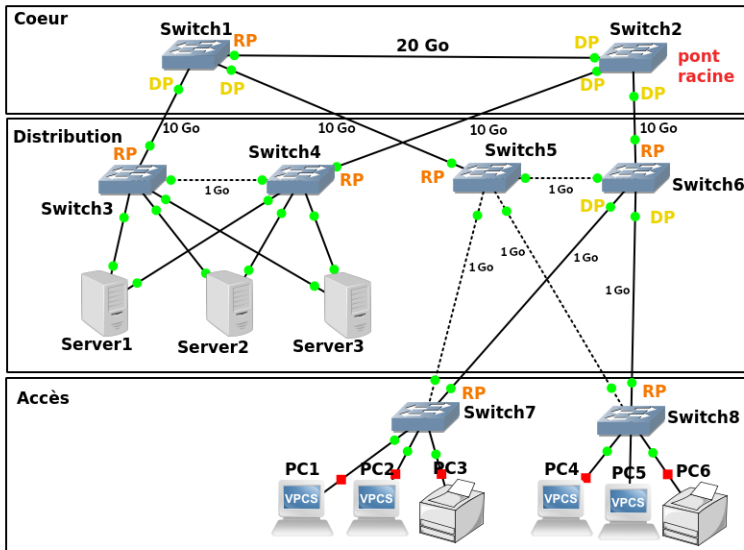 Coeur
Switch1
Switch2
RP
20 Go
DP
pont
racine
DP
DP
DP
DP
Distribution
10 Go
10 Go
10 Go
10 Go
RP
Switch4
Switch5
RP
Switch3
1 Go
RP
RP
1 Go
Switch6
DP
DP
1 Go
1 Go
1 Go
1 Go
Server1
Server2
Server3
Accès
RP
Switch7
RP
Switch8
PC1
PC2
PC3
PC4
PC5
PC6
VPCS
VPCS
VPCS
VPCS